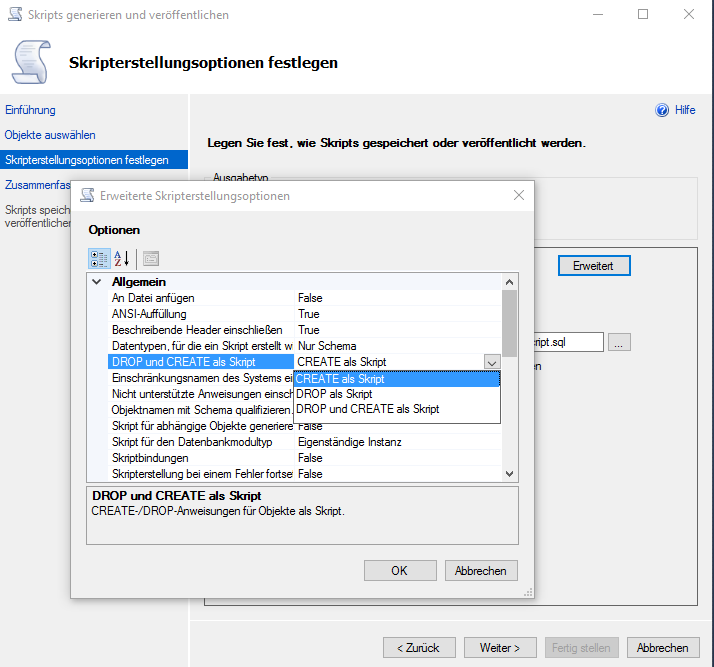 Skripts generieren und veröffentlichen
Skripterstellungsoptionen festlegen
Einführung
Objekte auswählen
Skripterstellungsoptionen festlegen
Zusammenfas
Skripts speich
veröffentlicher
Hilfe
Legen Sie fest, wie Skripts gespeichert oder veröffentlicht werden.
Ausgabetyp
Erweitert
ript.sql
...
en
Erweiterte Skripterstellungsoptionen
Optionen
Allgemein
An Datei anfügen False
ANSI-Auffüllung True
Beschreibende Header einschließen True
Datentypen, für die ein Skript erstellt w Nur Schema
DROP und CREATE als Skript CREATE als Skript
Einschränkungsnamen des Systems ei CREATE als Skript
Nicht unterstützte Anweisungen einsch DROP als Skript
Objektnamen mit Schema qualifizieren. DROP und CREATE als Skript
Skript für abhängige Objekte generiere False
Skript für den Datenbankmodultyp Eigenständige Instanz
Skriptbindungen False
Skripterstellung bei einem Fehler fortset False
DROP und CREATE als Skript
CREATE-/DROP-Anweisungen für Objekte als Skript.
OK Abbrechen
< Zurück Weiter > Fertig stellen Abbrechen